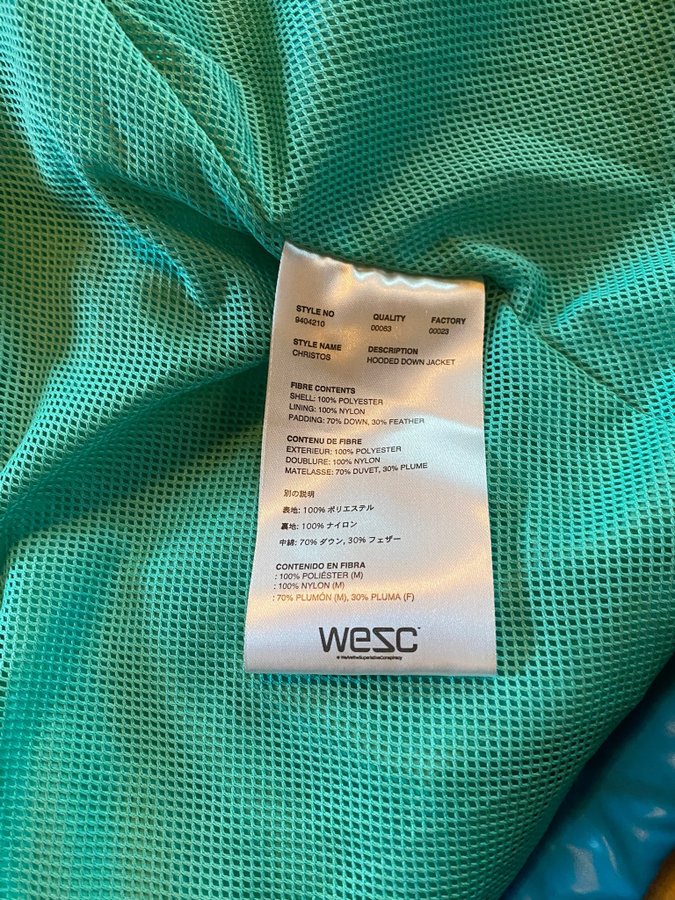 STYLE NO QUALITY FACTORY
9404210 00063 00023
STYLE NAME DESCRIPTION
CHRISTOS HOODED DOWN JACKET
FIBRE CONTENTS
SHELL: 100% POLYESTER
LINING: 100% NYLON
PADDING: 70% DOWN, 30% FEATHER
CONTENU DE FIBRE
EXTERIEUR: 100% POLYESTER
DOUBLURE: 100% NYLON
MATELASSE: 70% DUVET, 30% PLUME
別の説明
表地: 100% ポリエステル
裏地: 100% ナイロン
中綿: 70% ダウン, 30% フェザー
CONTENIDO EN FIBRA
: 100% POLIÉSTER (M)
: 100% NYLON (M)
: 70% PLUMÓN (M), 30% PLUMA (F)
wesc™
WeAretheSuperlativeConspiracy